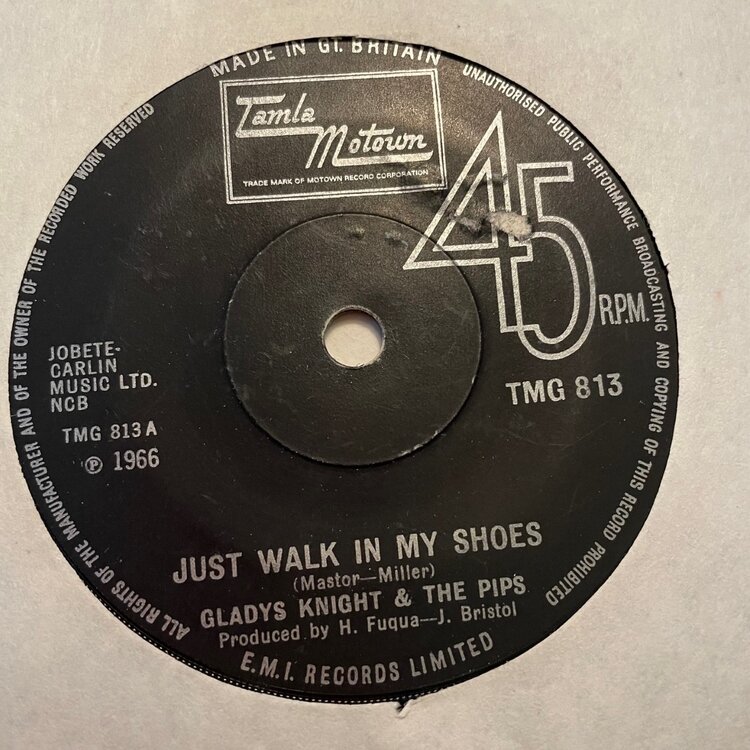 MADE IN GT. BRITAIN
UNAUTHORISED PUBLIC PERFORMANCE BROADCASTING AND COPYING OF THIS RECORD PROHIBITED
ALL RIGHTS OF THE MANUFACTURER AND OF THE OWNER OF THE RECORDED WORK RESERVED
Tamla
Motown
TRADE MARK OF MOTOWN RECORD CORPORATION
45
R.P.M.
JOBETE-
CARLIN
MUSIC LTD.
NCB
TMG 813
TMG 813 A
℗ 1966
JUST WALK IN MY SHOES
(Mastor—Miller)
GLADYS KNIGHT & THE PIPS
Produced by H. Fuqua—J. Bristol
E.M.I. RECORDS LIMITED